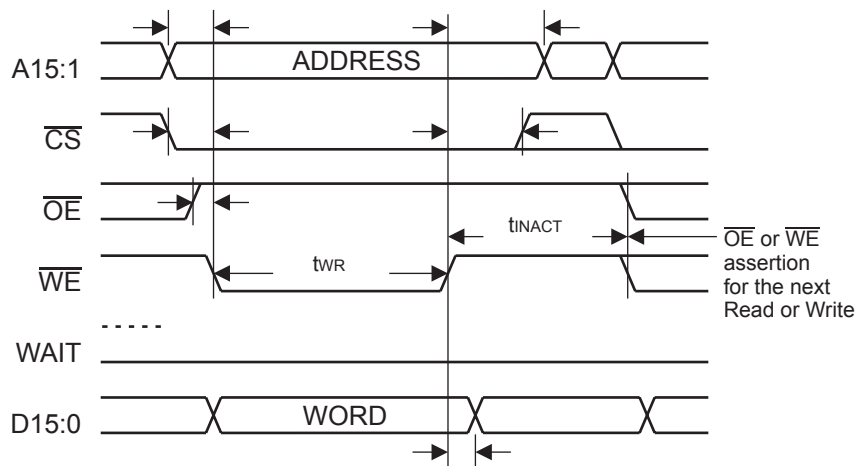 A15:1
ADDRESS
CS
OE
tINACT
WE
tWR
OE or WE
assertion
for the next
Read or Write
WAIT
D15:0
WORD